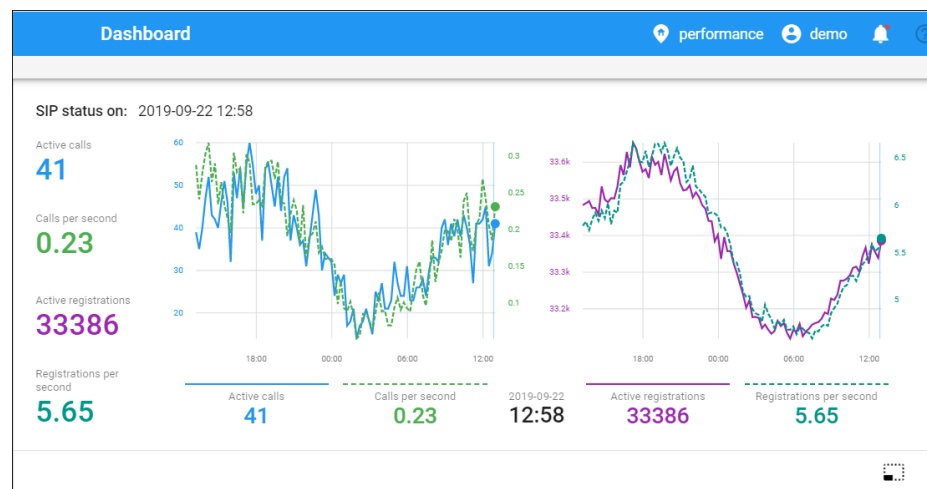 Dashboard
performance
demo
SIP status on: 2019-09-22 12:58
Active calls
41
Calls per second
0.23
Active registrations
33386
Registrations per
second
5.65
60
50
40
30
20
0.3
0.25
0.2
0.15
0.1
18:00 00:00 06:00 12:00
33.6k
33.5k
33.4k
33.3k
33.2k
6.5
6
5.5
5
18:00 00:00 06:00 12:00
Active calls
41
Calls per second
0.23
2019-09-22
12:58
Active registrations
33386
Registrations per second
5.65